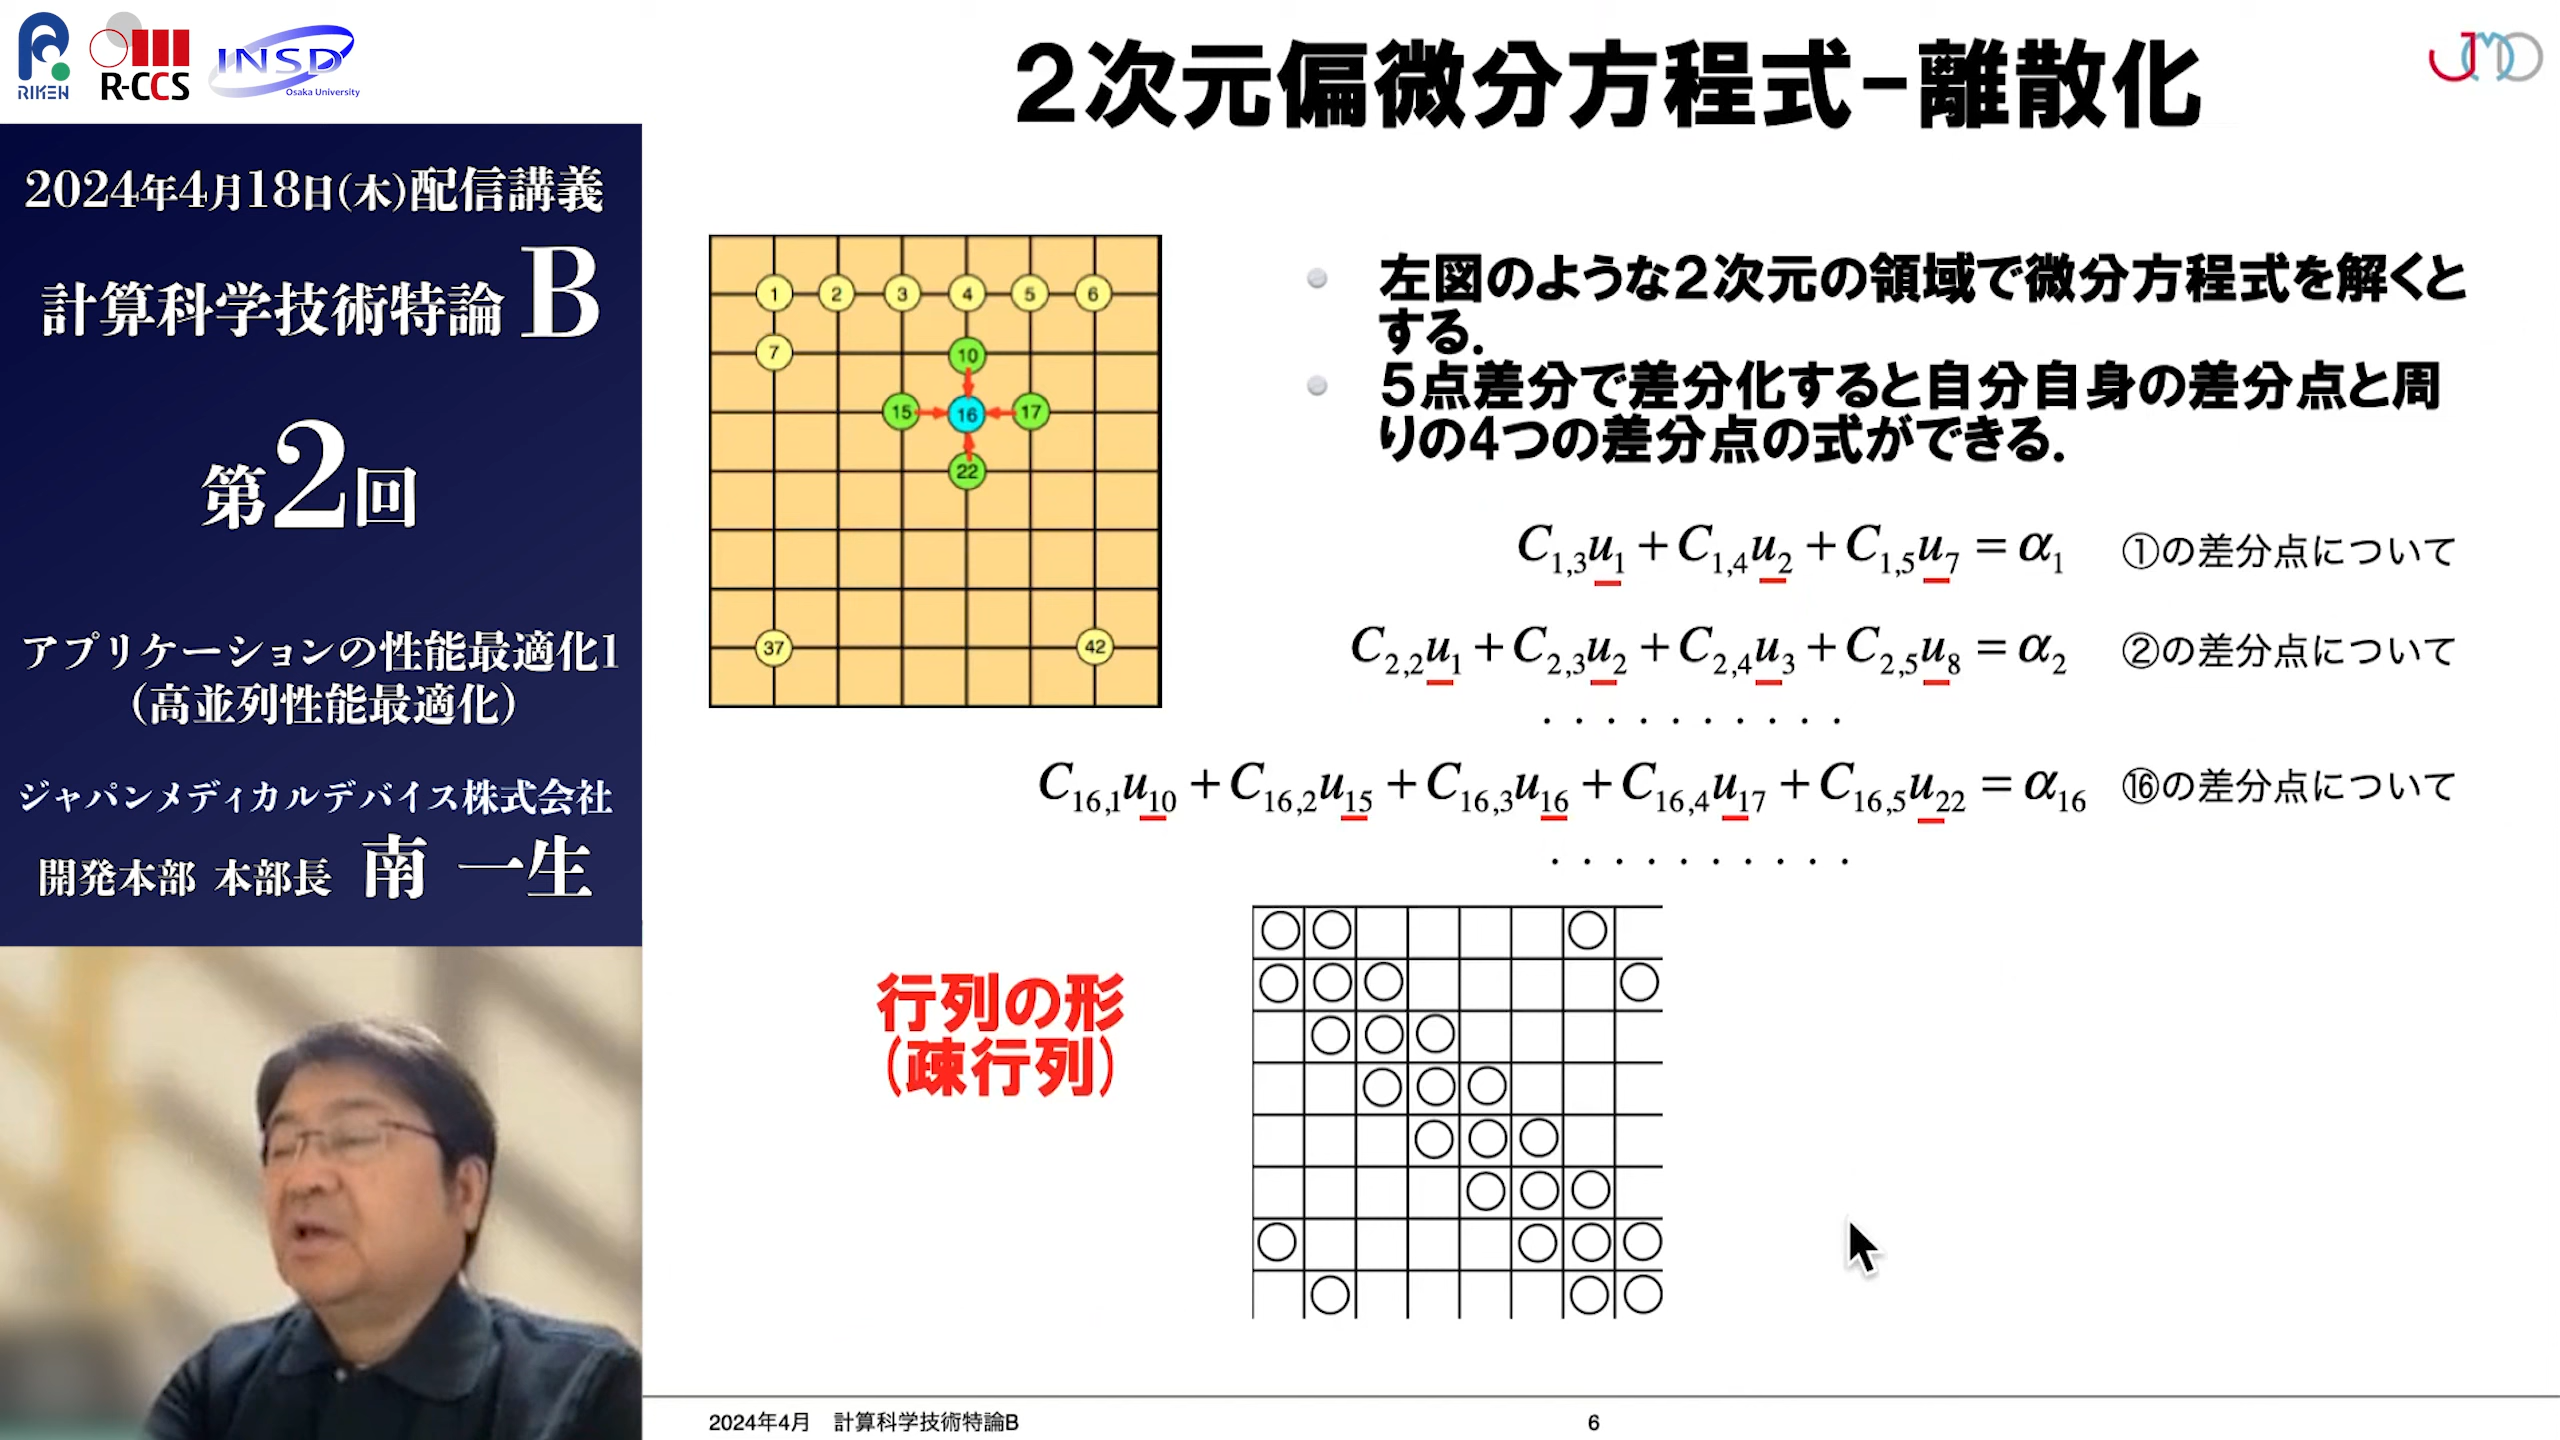 RIKEN
R-CCS
INSD
Osaka University
2024年4月18日(木)配信講義
計算科学技術特論 B
第2回
アプリケーションの性能最適化1
(高並列性能最適化)
ジャパンメディカルデバイス株式会社
開発本部 本部長 南 一生
2次元偏微分方程式-離散化
JMD
1 2 3 4 5 6
7 10
15 16 17
22
37 42
左図のような2次元の領域で微分方程式を解くと
する.
5点差分で差分化すると自分自身の差分点と周
りの4つの差分点の式ができる.
C1,3u1 + C1,4u2 + C1,5u7 = α1 ①の差分点について
C2,2u1 + C2,3u2 + C2,4u3 + C2,5u8 = α2 ②の差分点について
. . . . . . . . . .
C16,1u10 + C16,2u15 + C16,3u16 + C16,4u17 + C16,5u22 = α16 ⑯の差分点について
. . . . . . . . . .
行列の形
(疎行列)
2024年4月 計算科学技術特論B
6